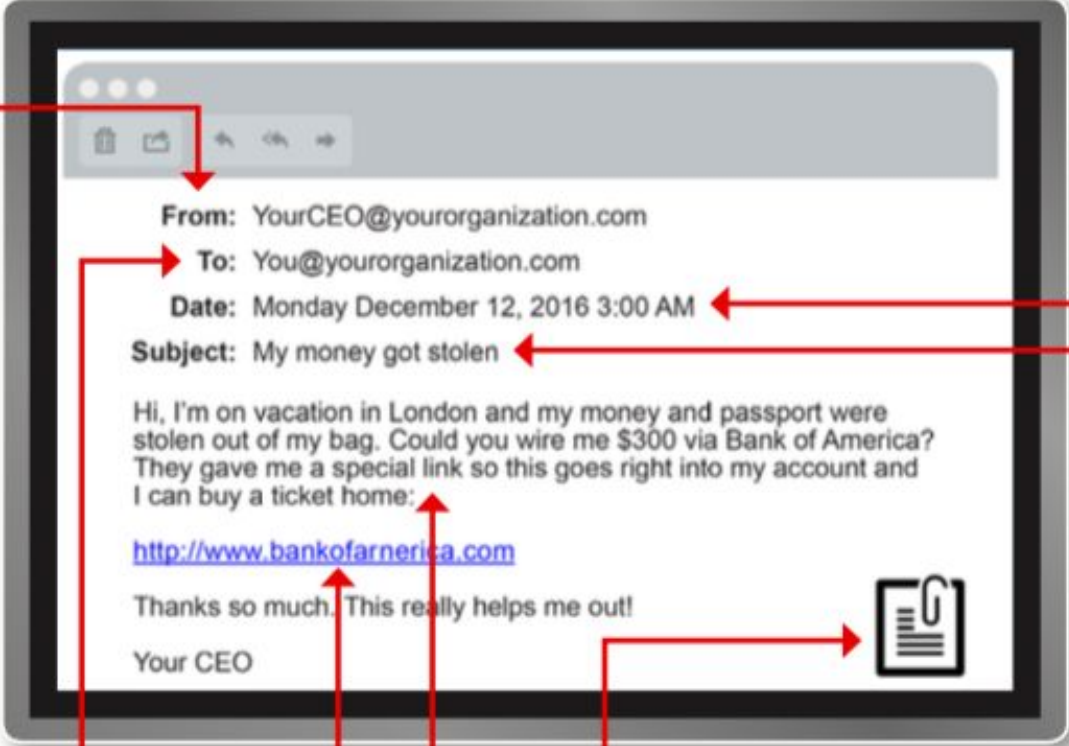 From: YourCEO@yourorganization.com
To: You@yourorganization.com
Date: Monday December 12, 2016 3:00 AM
Subject: My money got stolen
Hi, I'm on vacation in London and my money and passport were
stolen out of my bag. Could you wire me $300 via Bank of America?
They gave me a special link so this goes right into my account and
I can buy a ticket home:
http://www.bankofarnerica.com
Thanks so much. This really helps me out!
Your CEO